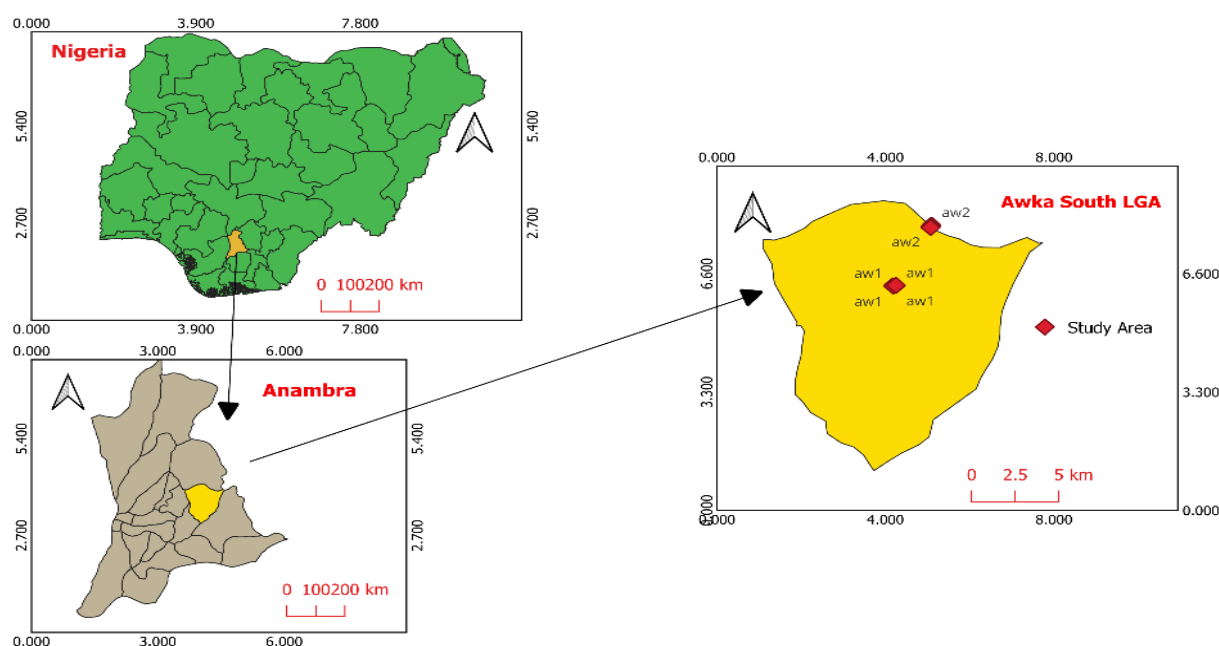 0.000 3.900 7.800
Nigeria
5.400
5.400
2.700
2.700
0 100200 km
0.000 3.900 7.800
0.000 3.000 6.000
Anambra
5.400
5.400
2.700
2.700
0 100200 km
0.000 3.000 6.000
0.000 4.000 8.000
Awka South LGA
aw2
aw2
aw1 aw1
aw1 aw1
6.600
6.600
Study Area
3.300
3.300
0 2.5 5 km
0.000
0.000
0.000 4.000 8.000